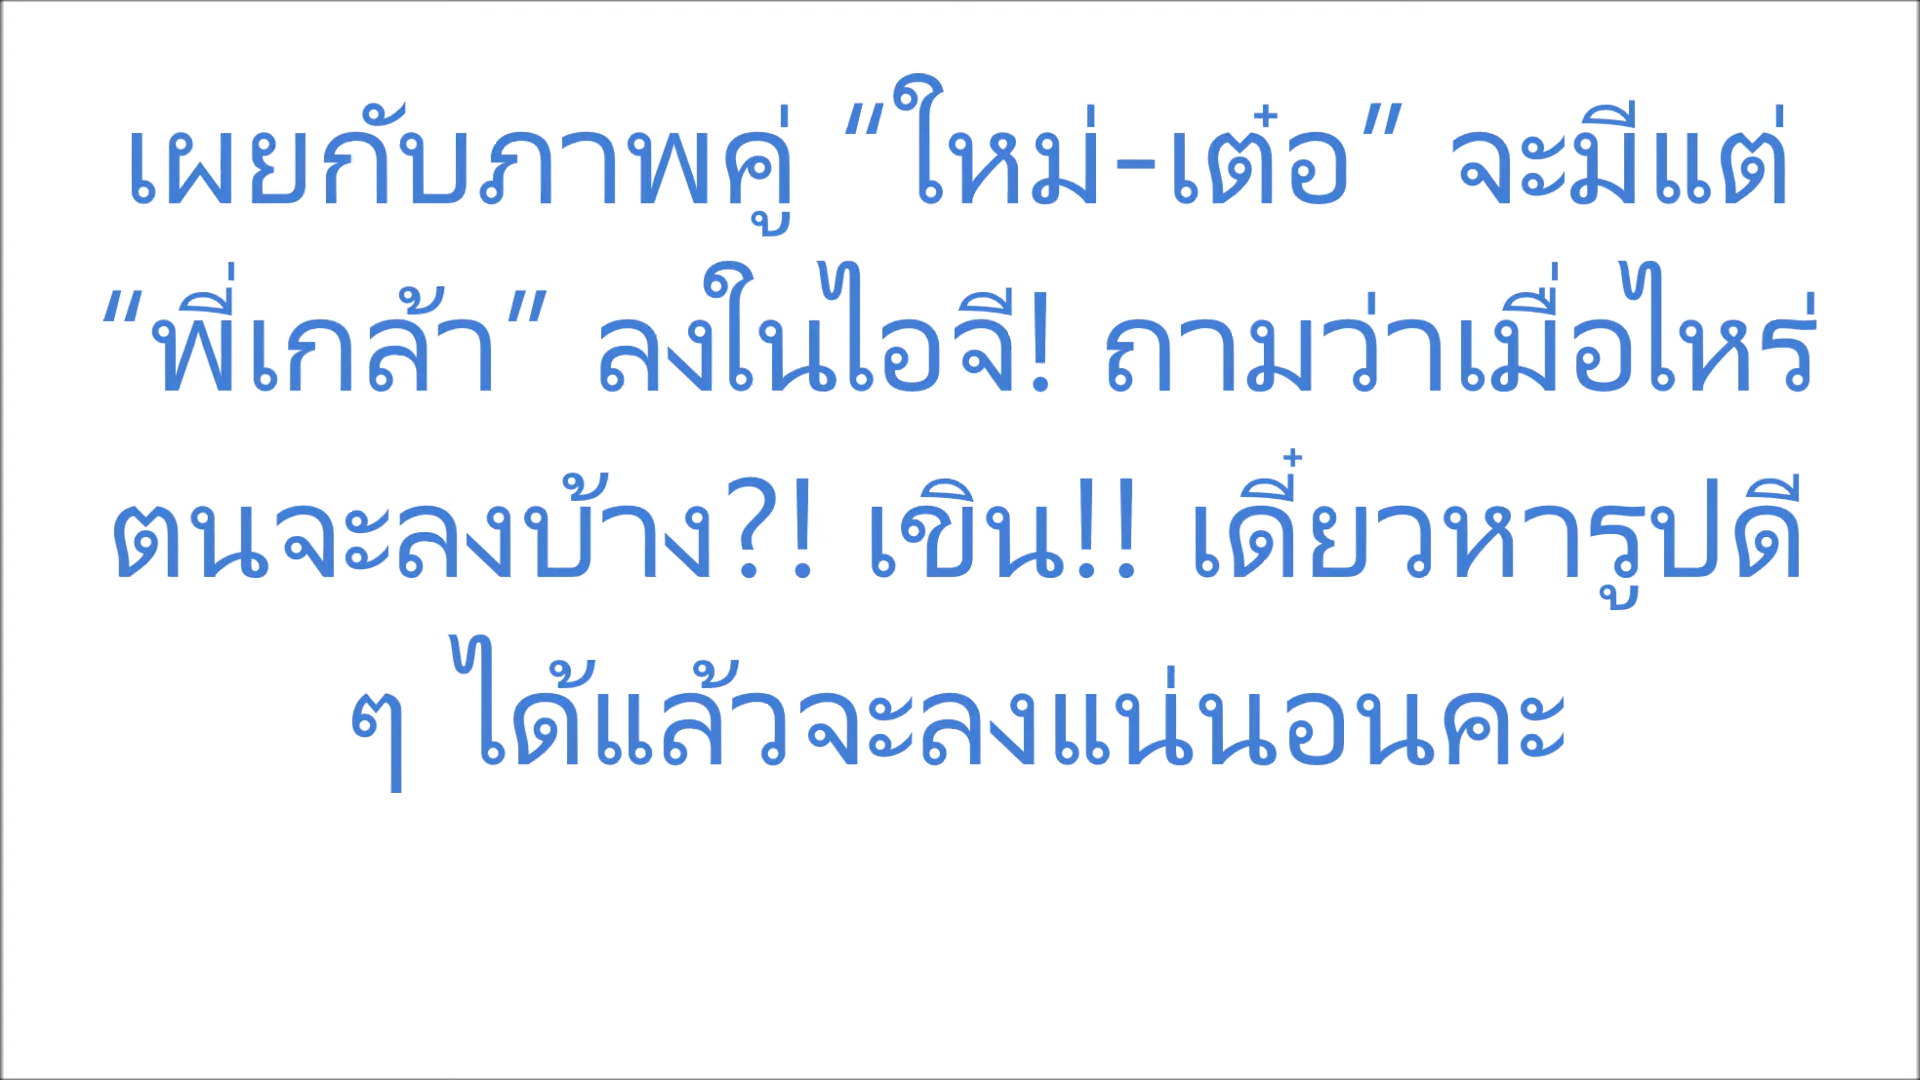 เผยกับภาพคู่ “ใหม่-เต๋อ” จะมีแต่
“พี่เกล้า” ลงในไอจี! ถามว่าเมื่อไหร่
ตนจะลงบ้าง?! เขิน!! เดี๋ยวหารูปดี
ๆ ได้แล้วจะลงแน่นอนคะ